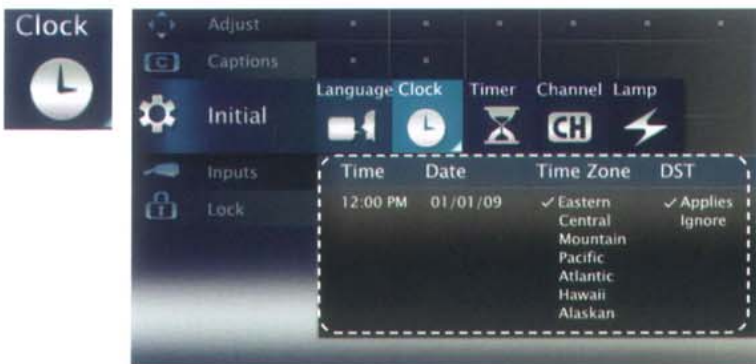 Clock
Adjust
Captions
Language Clock Timer Channel Lamp
CH
Initial
Inputs
Lock
Time Date Time Zone DST
12:00 PM 01/01/09 ✓ Eastern ✓ Applies
Central Ignore
Mountain
Pacific
Atlantic
Hawaii
Alaskan